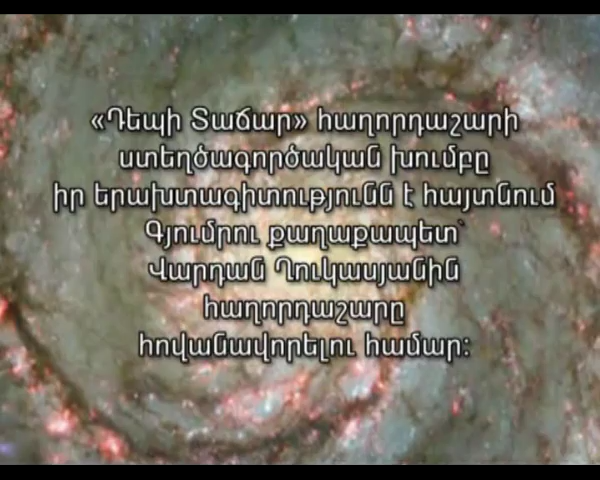 «Դեպի Տաճար» հաղորդաշարի
ստեղծագործական խումբը
իր երախտագիտությունն է հայտնում
Գյումրու քաղաքապետ՝
Վարդան Ղուկասյանին
հաղորդաշարը
հովանավորելու համար: